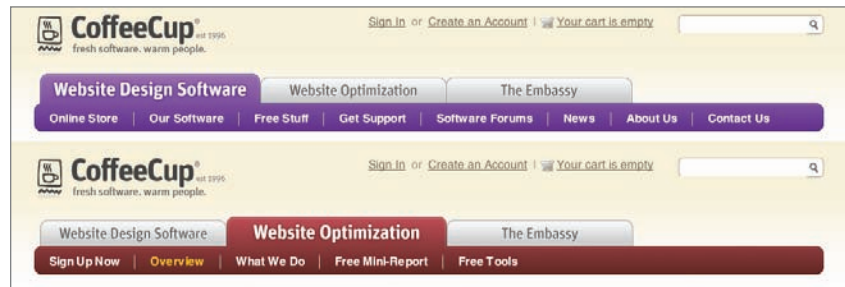 CoffeeCup® est 1996 Sign In or Create an Account | Your cart is empty
fresh software. warm people.
Website Design Software Website Optimization The Embassy
Online Store | Our Software | Free Stuff | Get Support | Software Forums | News | About Us | Contact Us
CoffeeCup® est 1996 Sign In or Create an Account | Your cart is empty
fresh software. warm people.
Website Design Software Website Optimization The Embassy
Sign Up Now | Overview | What We Do | Free Mini-Report | Free Tools